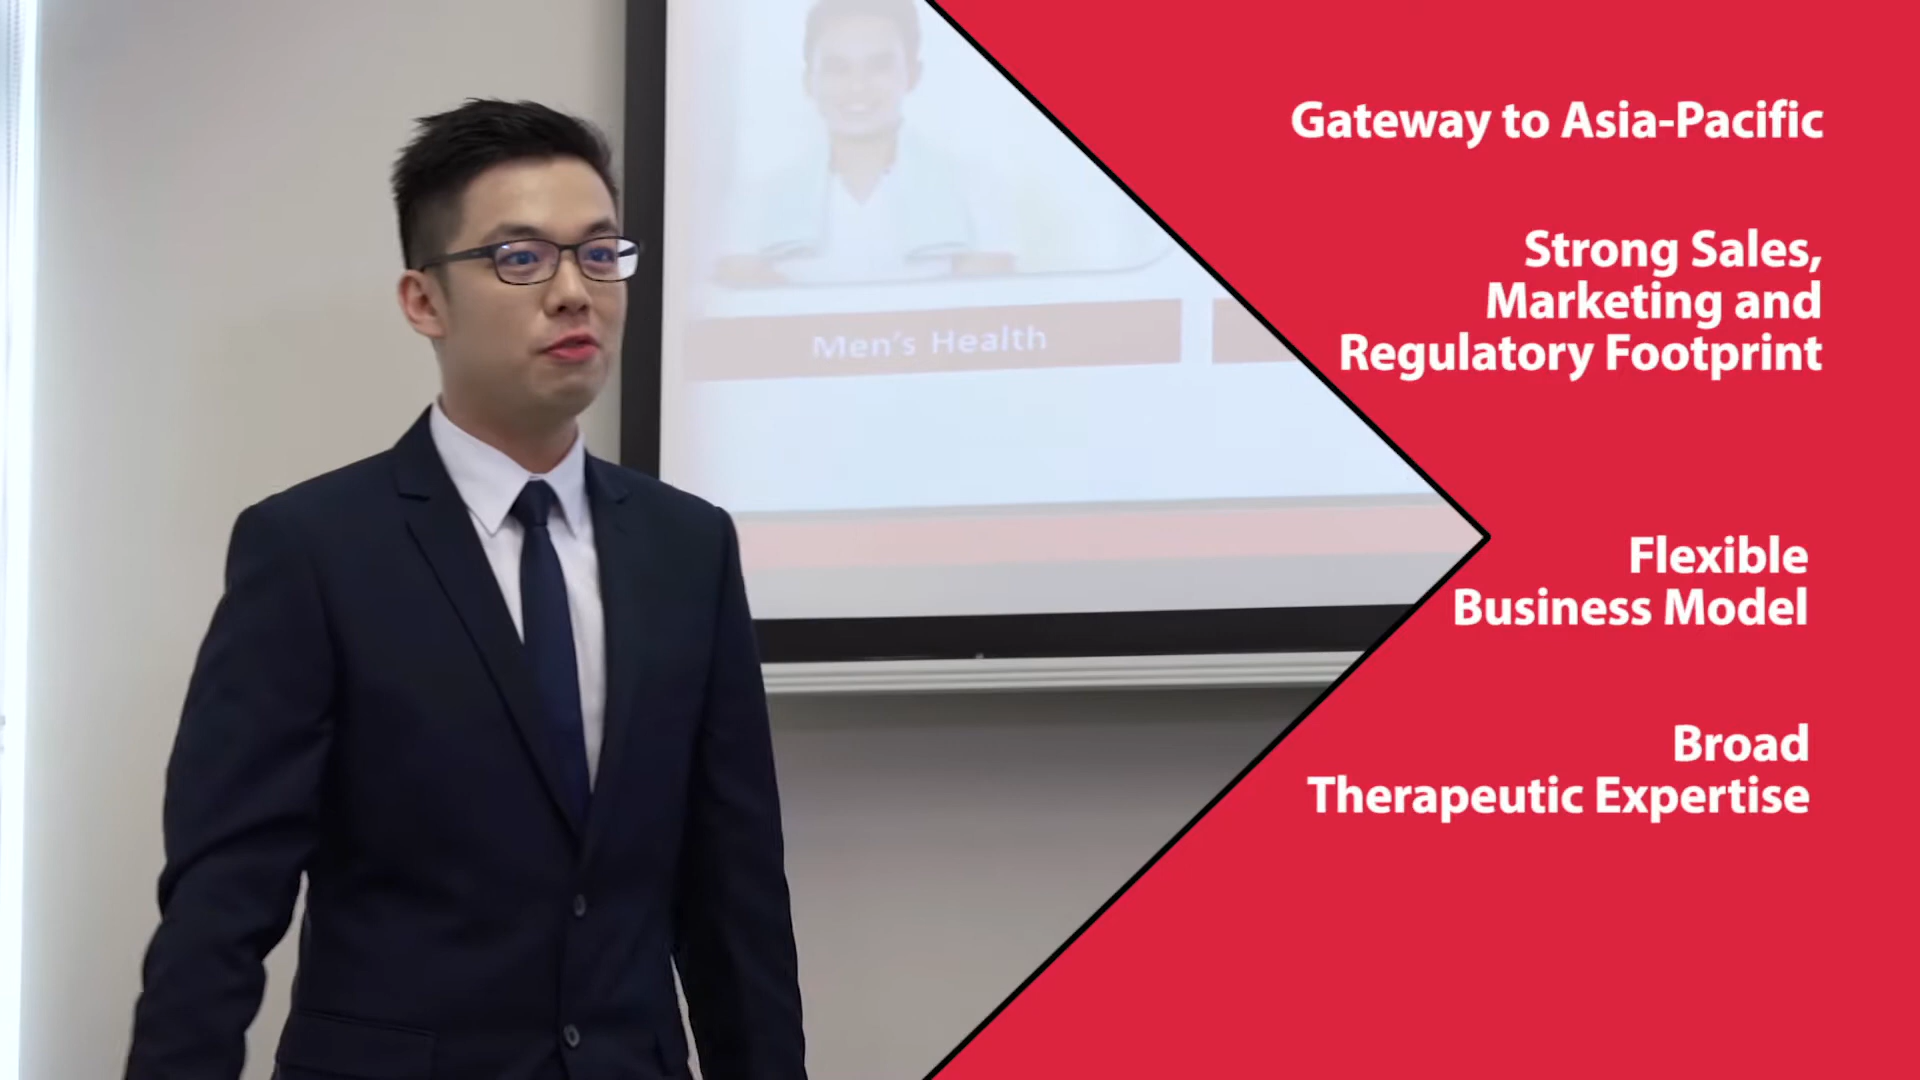 Gateway to Asia-Pacific
Strong Sales,
Marketing and
Regulatory Footprint
Men's Health
Flexible
Business Model
Broad
Therapeutic Expertise